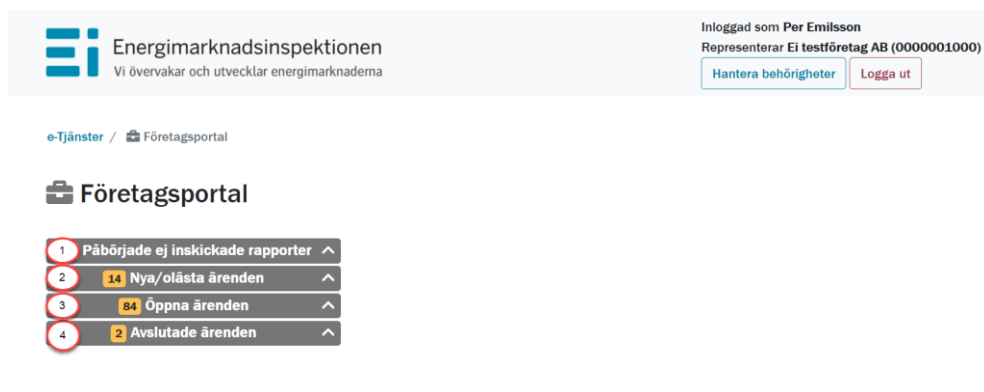 Energimarknadsinspektionen
Vi övervakar och utvecklar energimarknaderna
Inloggad som Per Emilsson
Representerar Ei testföretag AB (0000001000)
Hantera behörigheter Logga ut
e-Tjänster / Företagsportal
Företagsportal
1 Påbörjade ej inskickade rapporter
2 14 Nya/olästa ärenden
3 84 Öppna ärenden
4 2 Avslutade ärenden